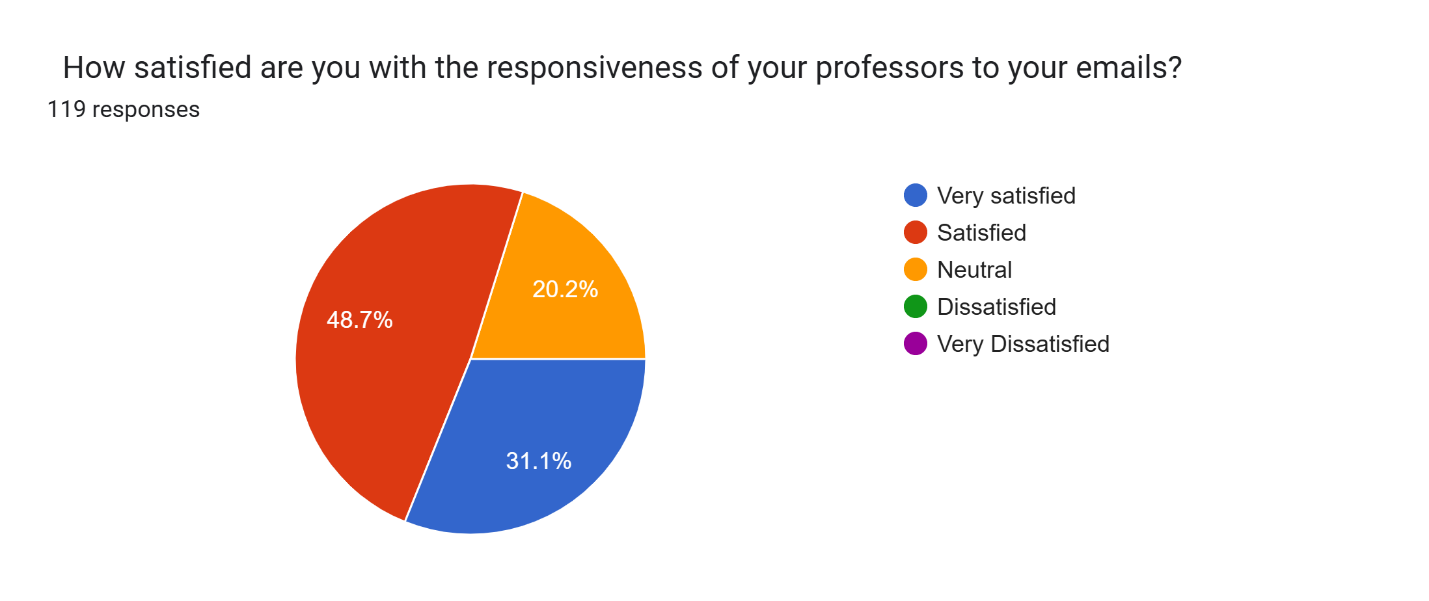 How satisfied are you with the responsiveness of your professors to your emails?
119 responses
Very satisfied
Satisfied
Neutral
Dissatisfied
Very Dissatisfied
20.2%
48.7%
31.1%